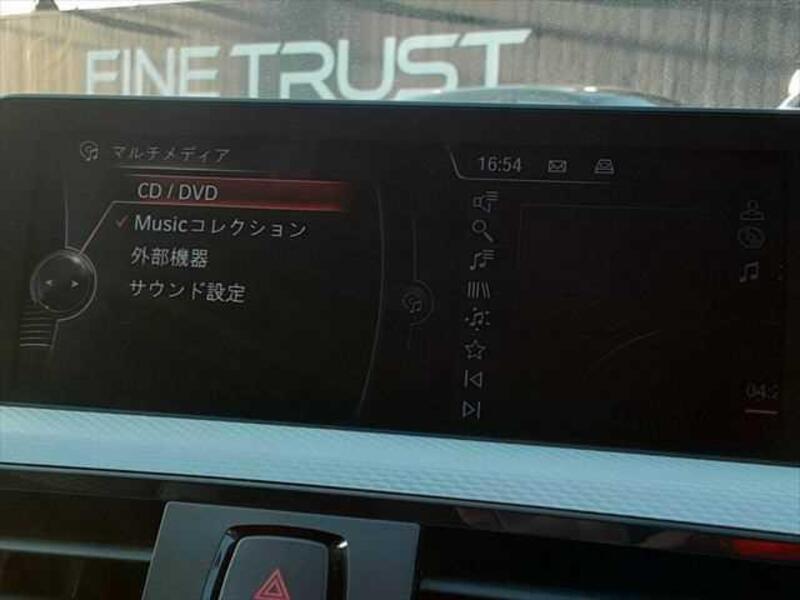 FINE TRUST
マルチメディア
16:54
CD / DVD
Musicコレクション
外部機器
サウンド設定